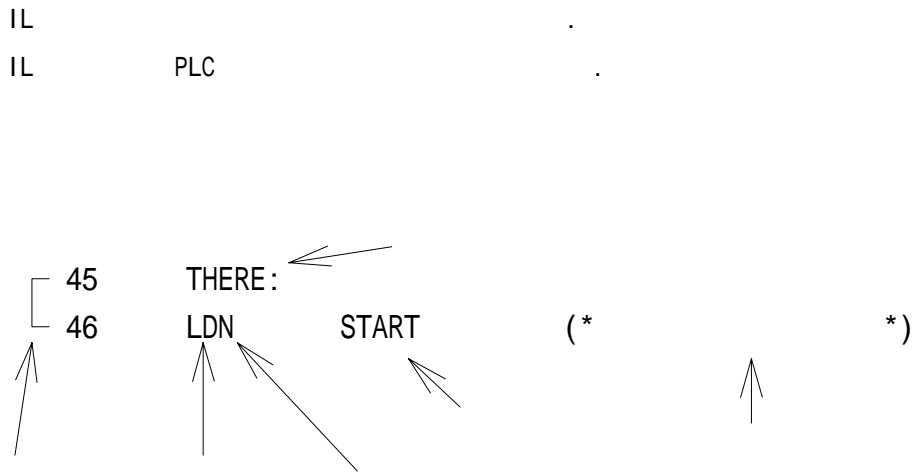 IL .
IL PLC .
45 THERE:
46 LDN START (* *)